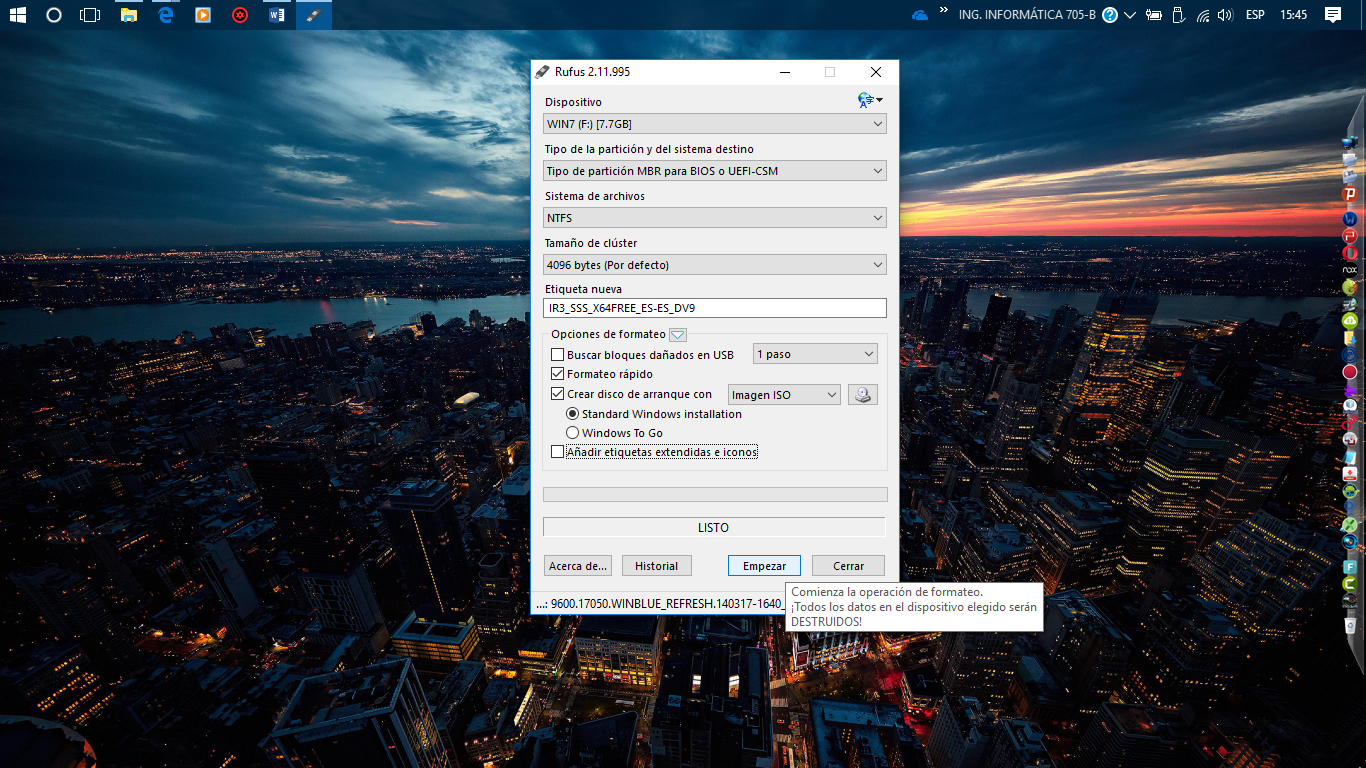 ING. INFORMÁTICA 705-B
ESP
15:45
Rufus 2.11.995
Dispositivo
WIN7 (F:) [7.7GB]
Tipo de la partición y del sistema destino
Tipo de partición MBR para BIOS o UEFI-CSM
Sistema de archivos
NTFS
Tamaño de clúster
4096 bytes (Por defecto)
Etiqueta nueva
IR3_SSS_X64FREE_ES-ES_DV9
Opciones de formateo
Buscar bloques dañados en USB
1 paso
Formateo rápido
Crear disco de arranque con
Imagen ISO
Standard Windows installation
Windows To Go
Añadir etiquetas extendidas e iconos
LISTO
Acerca de...
Historial
Empezar
Cerrar
...: 9600.17050.WINBLUE_REFRESH.140317-1640_
Comienza la operación de formateo.
¡Todos los datos en el dispositivo elegido serán
DESTRUIDOS!